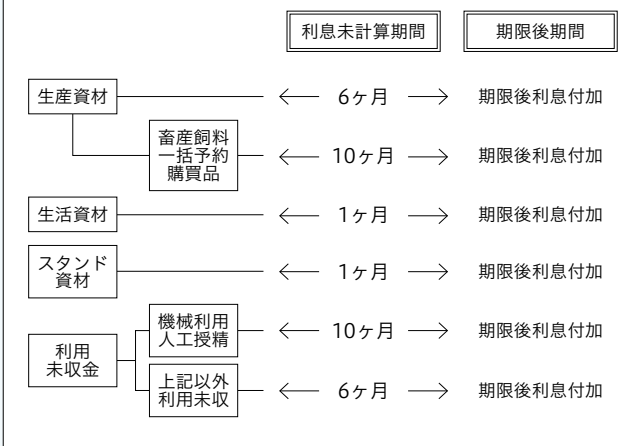 利息未計算期間 期限後期間
生産資材 6ヶ月 期限後利息付加
畜産飼料
一括予約
購買品
10ヶ月 期限後利息付加
生活資材 1ヶ月 期限後利息付加
スタンド
資材
1ヶ月 期限後利息付加
利用
未収金
機械利用
人工授精
10ヶ月 期限後利息付加
上記以外
利用未収
6ヶ月 期限後利息付加